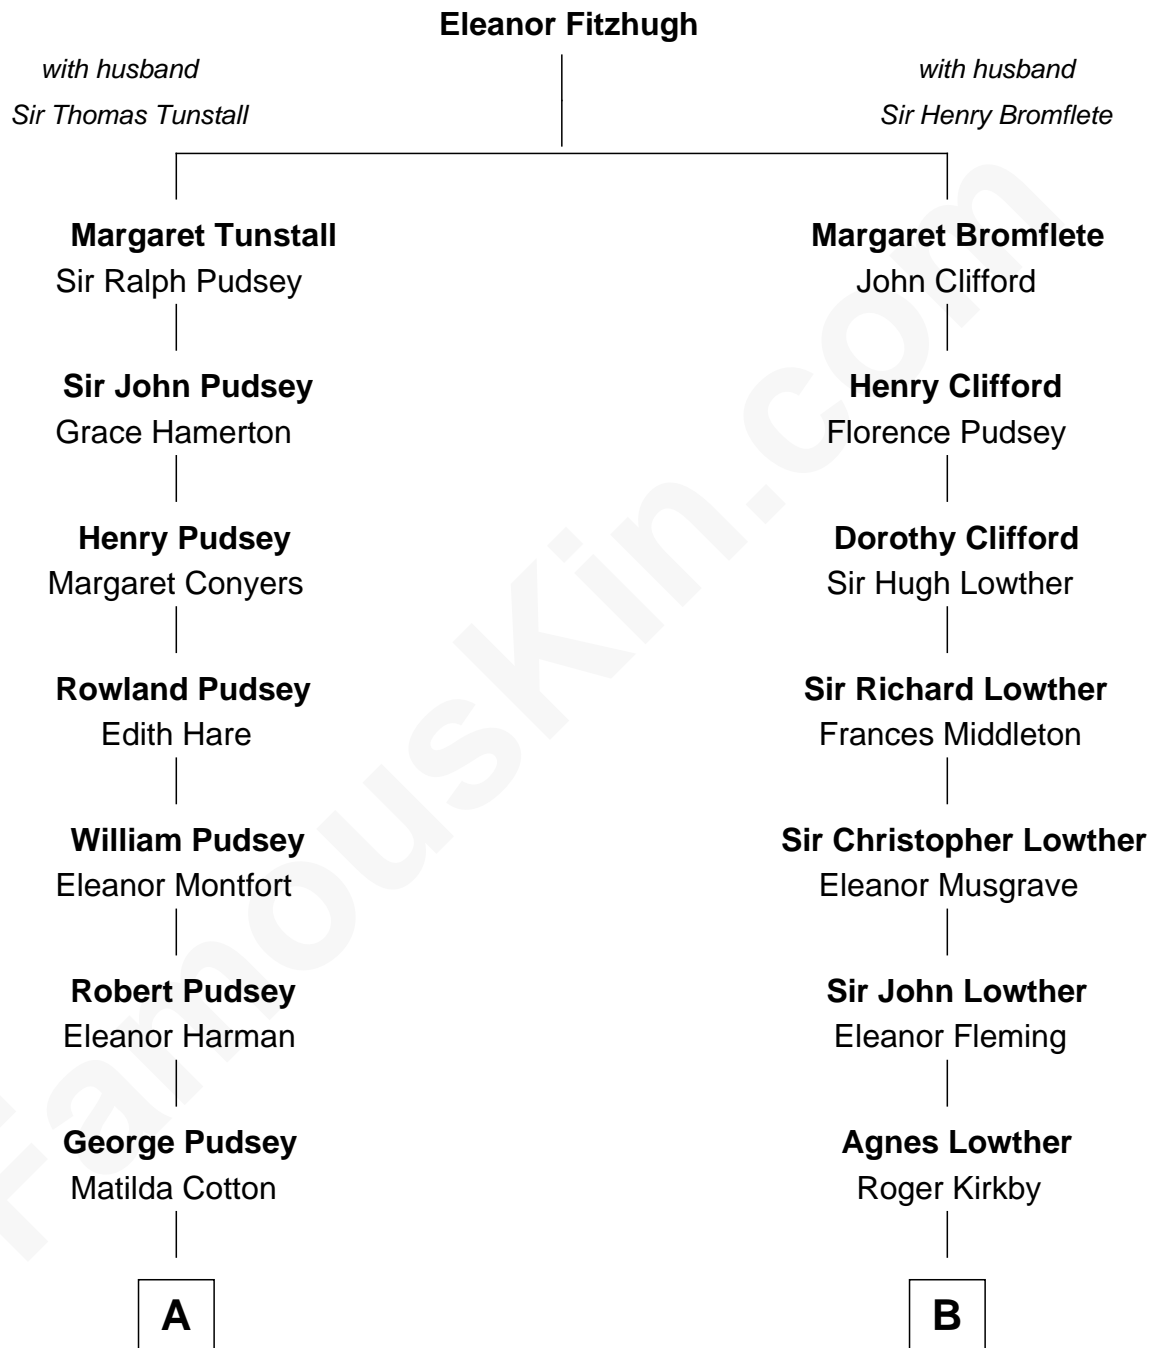 Eleanor Fitzhugh
with husband
Sir Thomas Tunstall
with husband
Sir Henry Bromflete
Margaret Tunstall
Sir Ralph Pudsey
Margaret Bromflete
John Clifford
Sir John Pudsey
Grace Hamerton
Henry Clifford
Florence Pudsey
Henry Pudsey
Margaret Conyers
Dorothy Clifford
Sir Hugh Lowther
Rowland Pudsey
Edith Hare
Sir Richard Lowther
Frances Middleton
William Pudsey
Eleanor Montfort
Sir Christopher Lowther
Eleanor Musgrave
Robert Pudsey
Eleanor Harman
Sir John Lowther
Eleanor Fleming
George Pudsey
Matilda Cotton
Agnes Lowther
Roger Kirkby
A
B
FamousKin.com